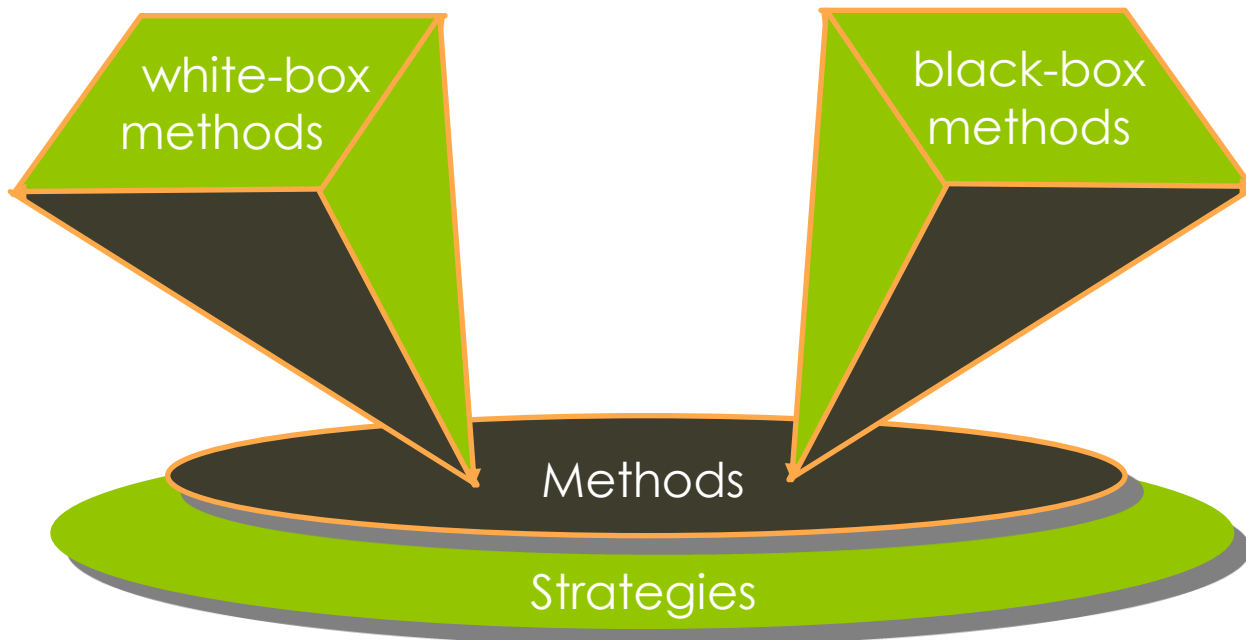 white-box
methods
black-box
methods
Methods
Strategies